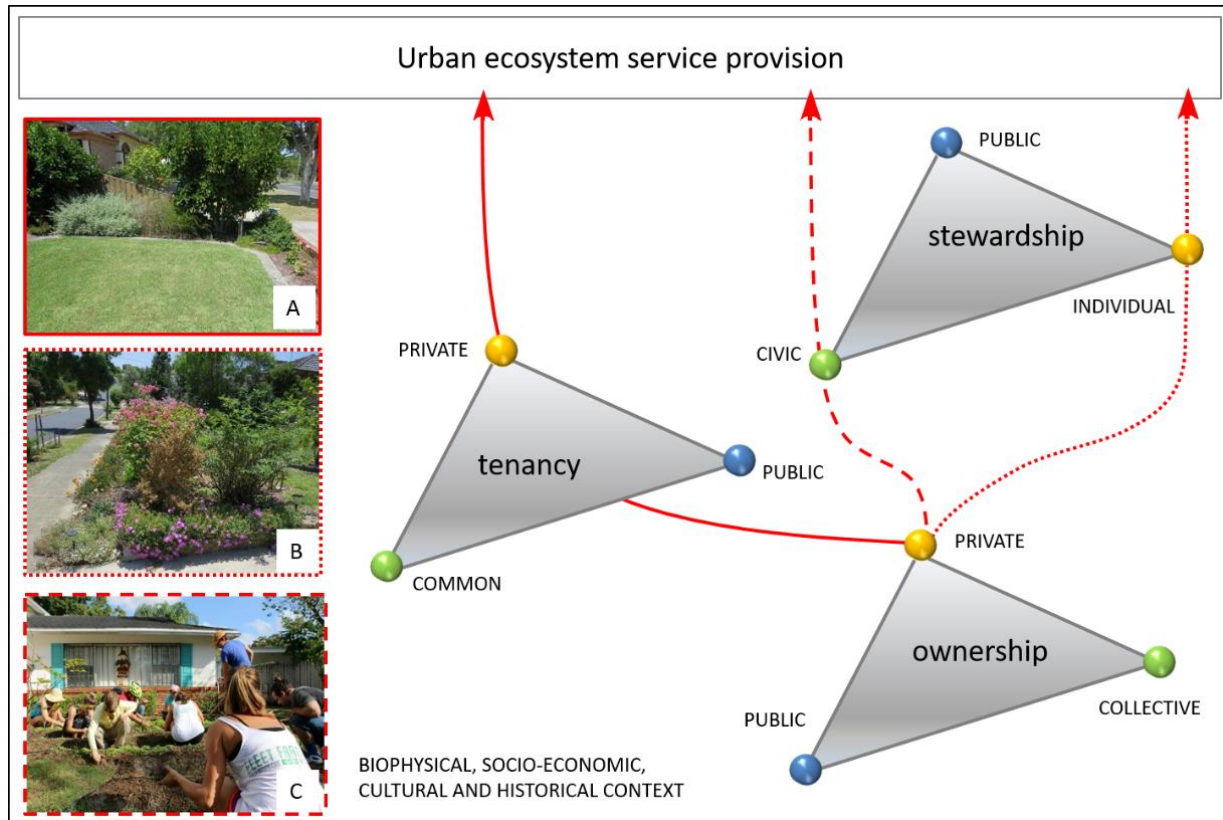 Urban ecosystem service provision
PUBLIC
stewardship
A
INDIVIDUAL
PRIVATE
CIVIC
tenancy
PUBLIC
B
PRIVATE
COMMON
ownership
PUBLIC
COLLECTIVE
BIOPHYSICAL, SOCIO-ECONOMIC,
CULTURAL AND HISTORICAL CONTEXT
C